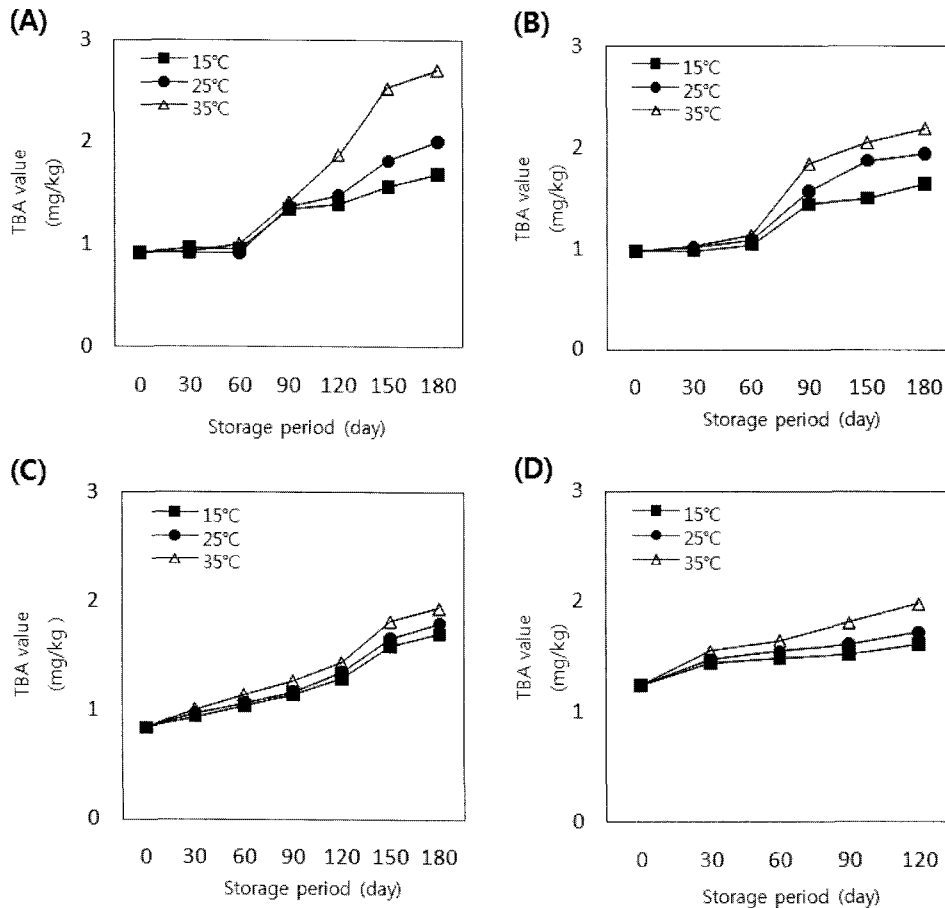 (A)
3
2
1
0
TBA value
(mg/kg)
15°C
25°C
35°C
0 30 60 90 120 150 180
Storage period (day)
(B)
3
2
1
0
TBA value
(mg/kg)
15°C
25°C
35°C
0 30 60 90 150 180
Storage period (day)
(C)
3
2
1
0
TBA value
(mg/kg )
15°C
25°C
35°C
0 30 60 90 120 150 180
Storage period (day)
(D)
3
2
1
0
TBA value
(mg/kg)
15°C
25°C
35°C
0 30 60 90 120
Storage period (day)